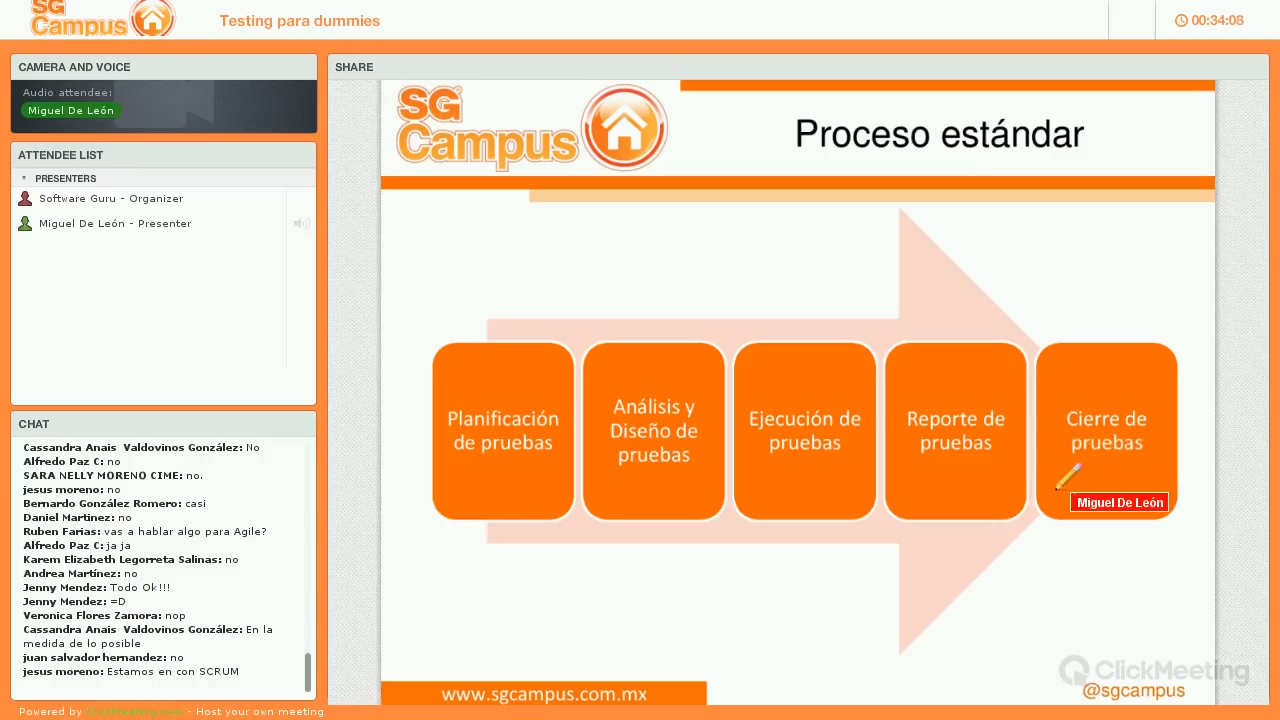 SG
Campus
Testing para dummies
00:34:08
CAMERA AND VOICE
Audio attendee:
Miguel De León
ATTENDEE LIST
PRESENTERS
Software Guru - Organizer
Miguel De León - Presenter
CHAT
Cassandra Anais  Valdovinos González: No
Alfredo Paz C: no
SARA NELLY MORENO CIME: no.
jesus moreno: no
Bernardo González Romero: casi
Daniel Martinez: no
Ruben Farías: vas a hablar algo para Agile?
Alfredo Paz C: ja ja
Karem Elizabeth Legorreta Salinas: no
Andrea Martínez: no
Jenny Mendez: Todo Ok!!!
Jenny Mendez: =D
Veronica Flores Zamora: nop
Cassandra Anais  Valdovinos González: En la
medida de lo posible
juan salvador hernandez: no
jesus moreno: Estamos en con SCRUM
Powered by ClickMeeting.com - Host your own meeting
SHARE
SG
Campus
Proceso estándar
Planificación
de pruebas
Análisis y
Diseño de
pruebas
Ejecución de
pruebas
Reporte de
pruebas
Cierre de
pruebas
Miguel De León
ClickMeeting
www.sgcampus.com.mx
@sgcampus